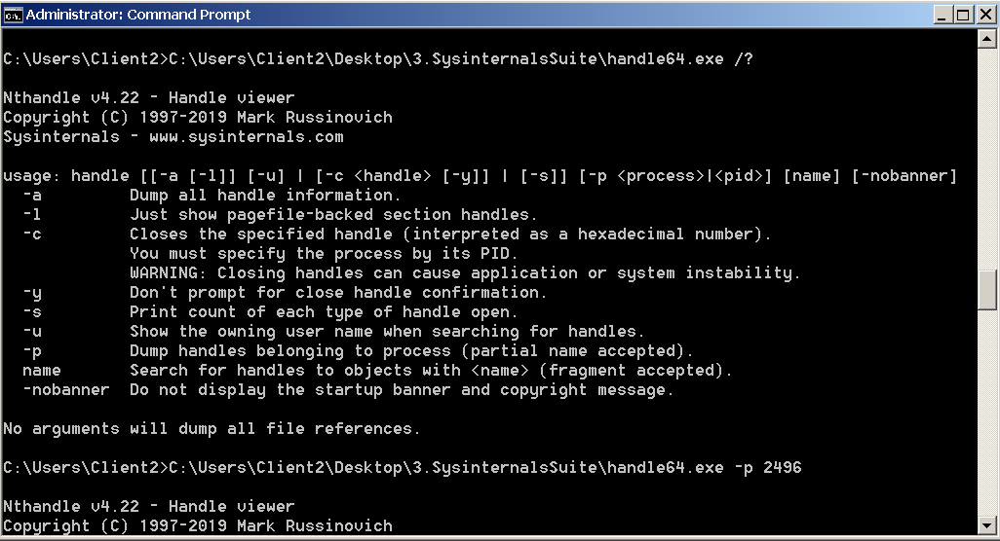 Administrator: Command Prompt
C:\Users\Client2>C:\Users\Client2\Desktop\3.SysinternalsSuite\handle64.exe /?
Nthandle v4.22 - Handle viewer
Copyright (C) 1997-2019 Mark Russinovich
Sysinternals - www.sysinternals.com
usage: handle [[-a [-l]] [-u] | [-c <handle> [-y]] | [-s]] [-p <process>|<pid>] [name] [-nobanner]
-a Dump all handle information.
-l Just show pagefile-backed section handles.
-c Closes the specified handle (interpreted as a hexadecimal number).
You must specify the process by its PID.
WARNING: Closing handles can cause application or system instability.
-y Don't prompt for close handle confirmation.
-s Print count of each type of handle open.
-u Show the owning user name when searching for handles.
-p Dump handles belonging to process (partial name accepted).
name Search for handles to objects with <name> (fragment accepted).
-nobanner Do not display the startup banner and copyright message.
No arguments will dump all file references.
C:\Users\Client2>C:\Users\Client2\Desktop\3.SysinternalsSuite\handle64.exe -p 2496
Nthandle v4.22 - Handle viewer
Copyright (C) 1997-2019 Mark Russinovich